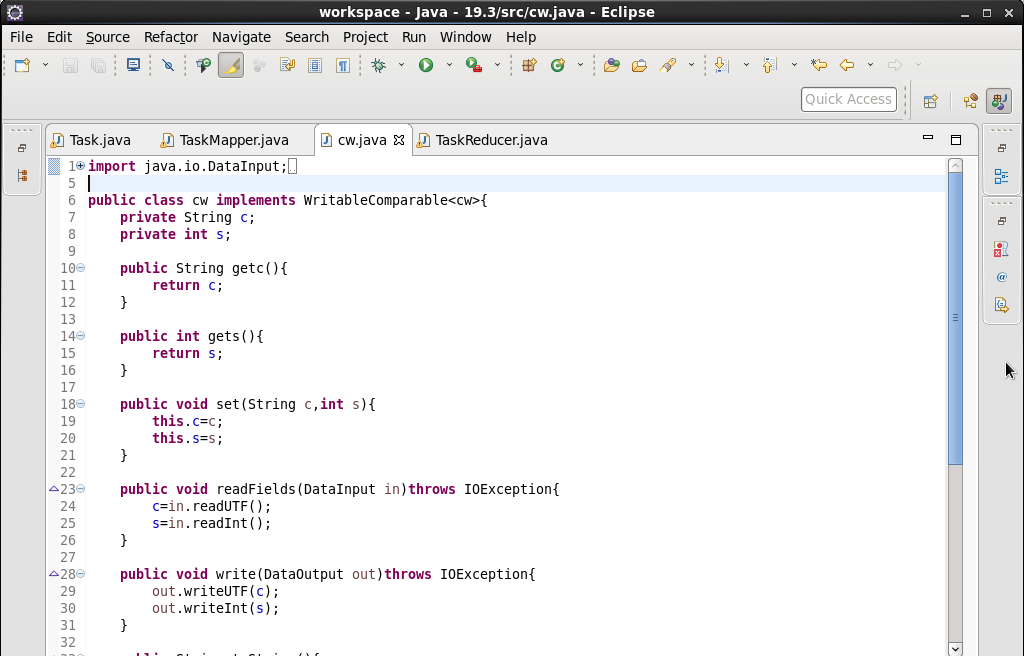 workspace - Java - 19.3/src/cw.java - Eclipse
File Edit Source Refactor Navigate Search Project Run Window Help
Quick Access
Task.java TaskMapper.java cw.java TaskReducer.java
1 import java.io.DataInput;
5
6 public class cw implements WritableComparable<cw>{
7     private String c;
8     private int s;
9
10     public String getc(){
11         return c;
12     }
13
14     public int gets(){
15         return s;
16     }
17
18     public void set(String c,int s){
19         this.c=c;
20         this.s=s;
21     }
22
23     public void readFields(DataInput in)throws IOException{
24         c=in.readUTF();
25         s=in.readInt();
26     }
27
28     public void write(DataOutput out)throws IOException{
29         out.writeUTF(c);
30         out.writeInt(s);
31     }
32